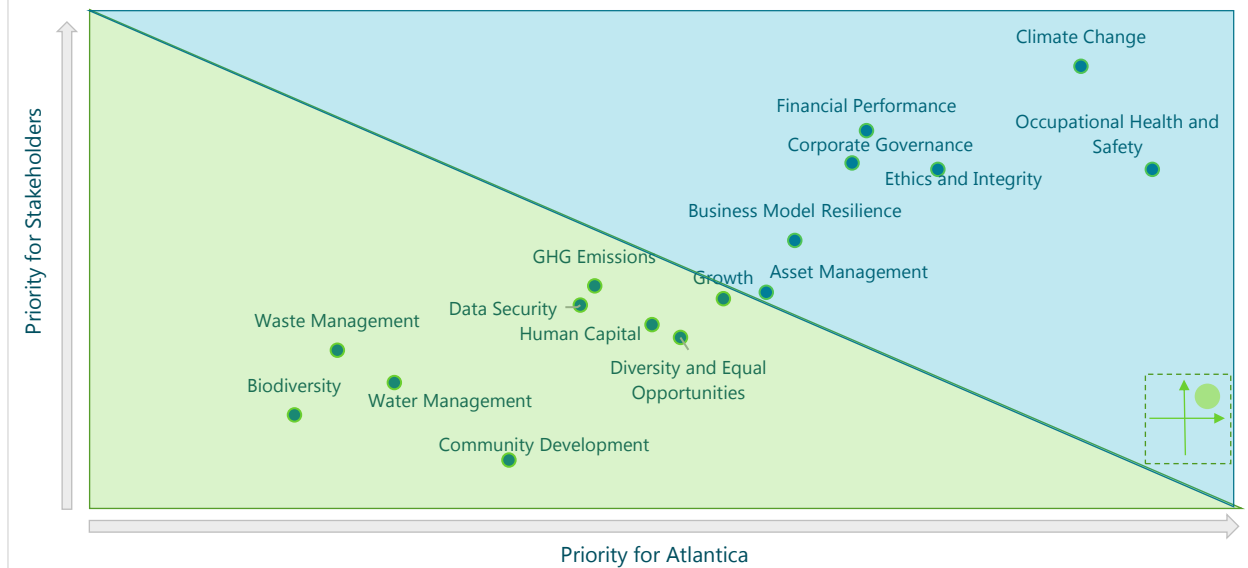 Climate Change
Financial Performance
Occupational Health and
Safety
Corporate Governance
Ethics and Integrity
Business Model Resilience
GHG Emissions
Growth
Asset Management
Data Security
Waste Management
Human Capital
Diversity and Equal
Opportunities
Biodiversity
Water Management
Community Development
Priority for Stakeholders
Priority for Atlantica